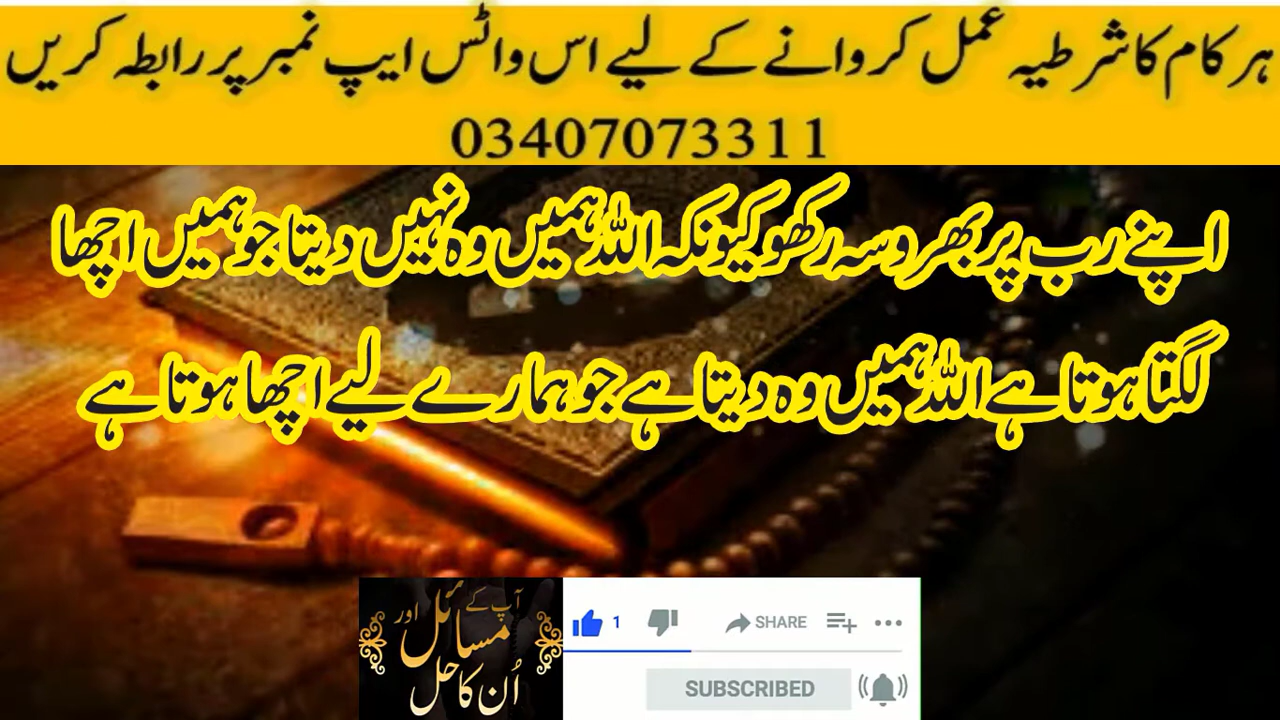 ہر کام کا شرطیہ عمل کروانے کے لیے اس واٹس ایپ نمبر پر رابطہ کریں
03407073311
اپنے رب پر بھروسہ رکھو کیونکہ اللہ ہمیں وہ نہیں دیتا جو ہمیں اچھا
لگتا ہوتا ہے اللہ ہمیں وہ دیتا ہے جو ہمارے لیے اچھا ہوتا ہے
آپ کے
مسائل اور
اُن کا حل
1 SHARE
SUBSCRIBED